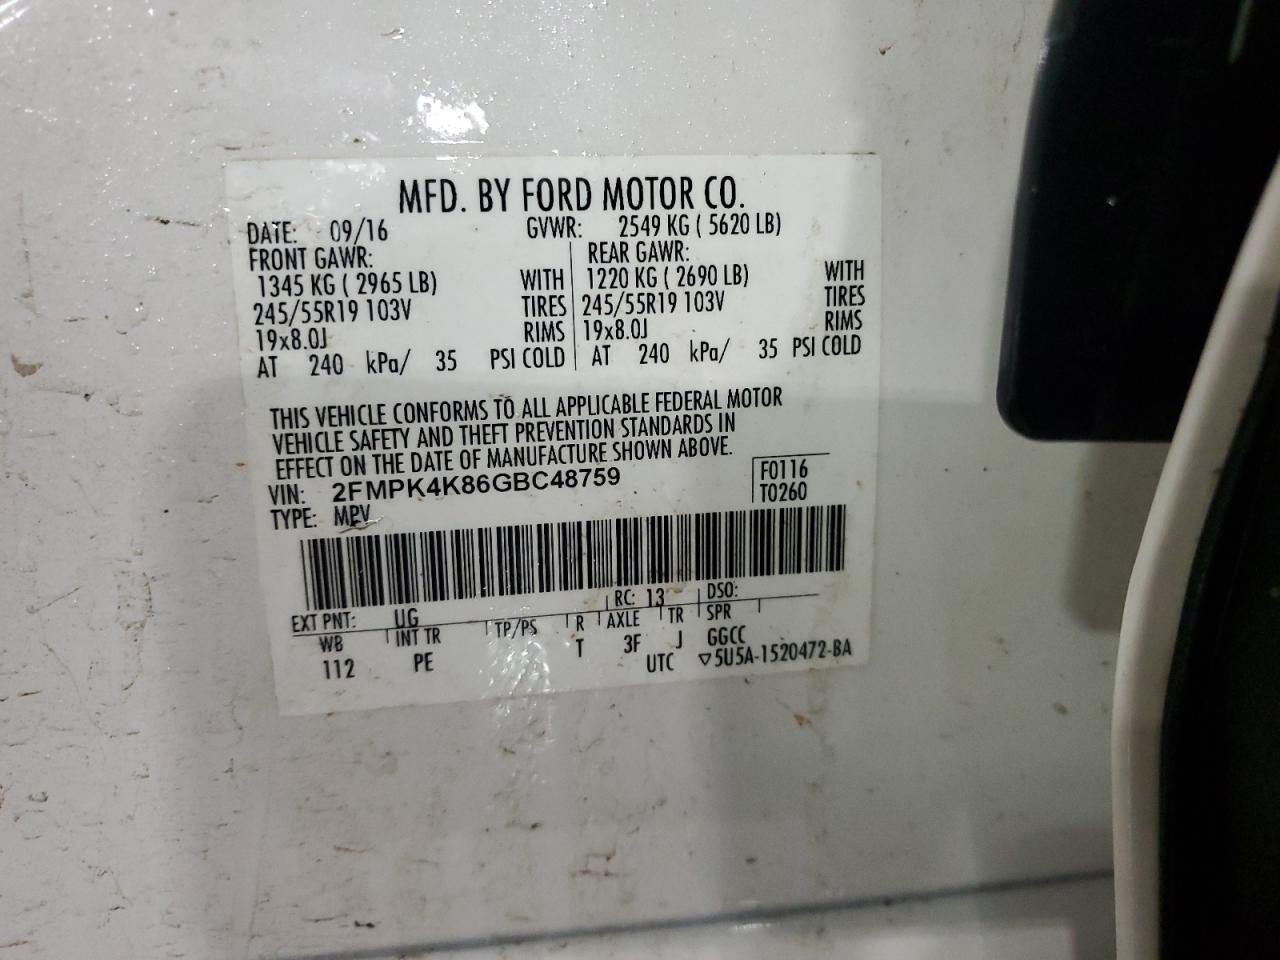 MFD. BY FORD MOTOR CO.
DATE: 09/16 GVWR: 2549 KG ( 5620 LB)
FRONT GAWR: REAR GAWR:
1345 KG ( 2965 LB) WITH 1220 KG ( 2690 LB) WITH
245/55R19 103V TIRES 245/55R19 103V TIRES
19x8.0J RIMS 19x8.0J RIMS
AT 240 kPa/ 35 PSI COLD AT 240 kPa/ 35 PSI COLD
THIS VEHICLE CONFORMS TO ALL APPLICABLE FEDERAL MOTOR
VEHICLE SAFETY AND THEFT PREVENTION STANDARDS IN
EFFECT ON THE DATE OF MANUFACTURE SHOWN ABOVE.
VIN: 2FMPK4K86GBC48759 F0116
TYPE: MPV T0260
EXT PNT: UG RC: 13 DSO:
WB INT TR TP/PS R AXLE TR SPR
112 PE T 3F J GGCC
UTC ▽5U5A-1520472-BA